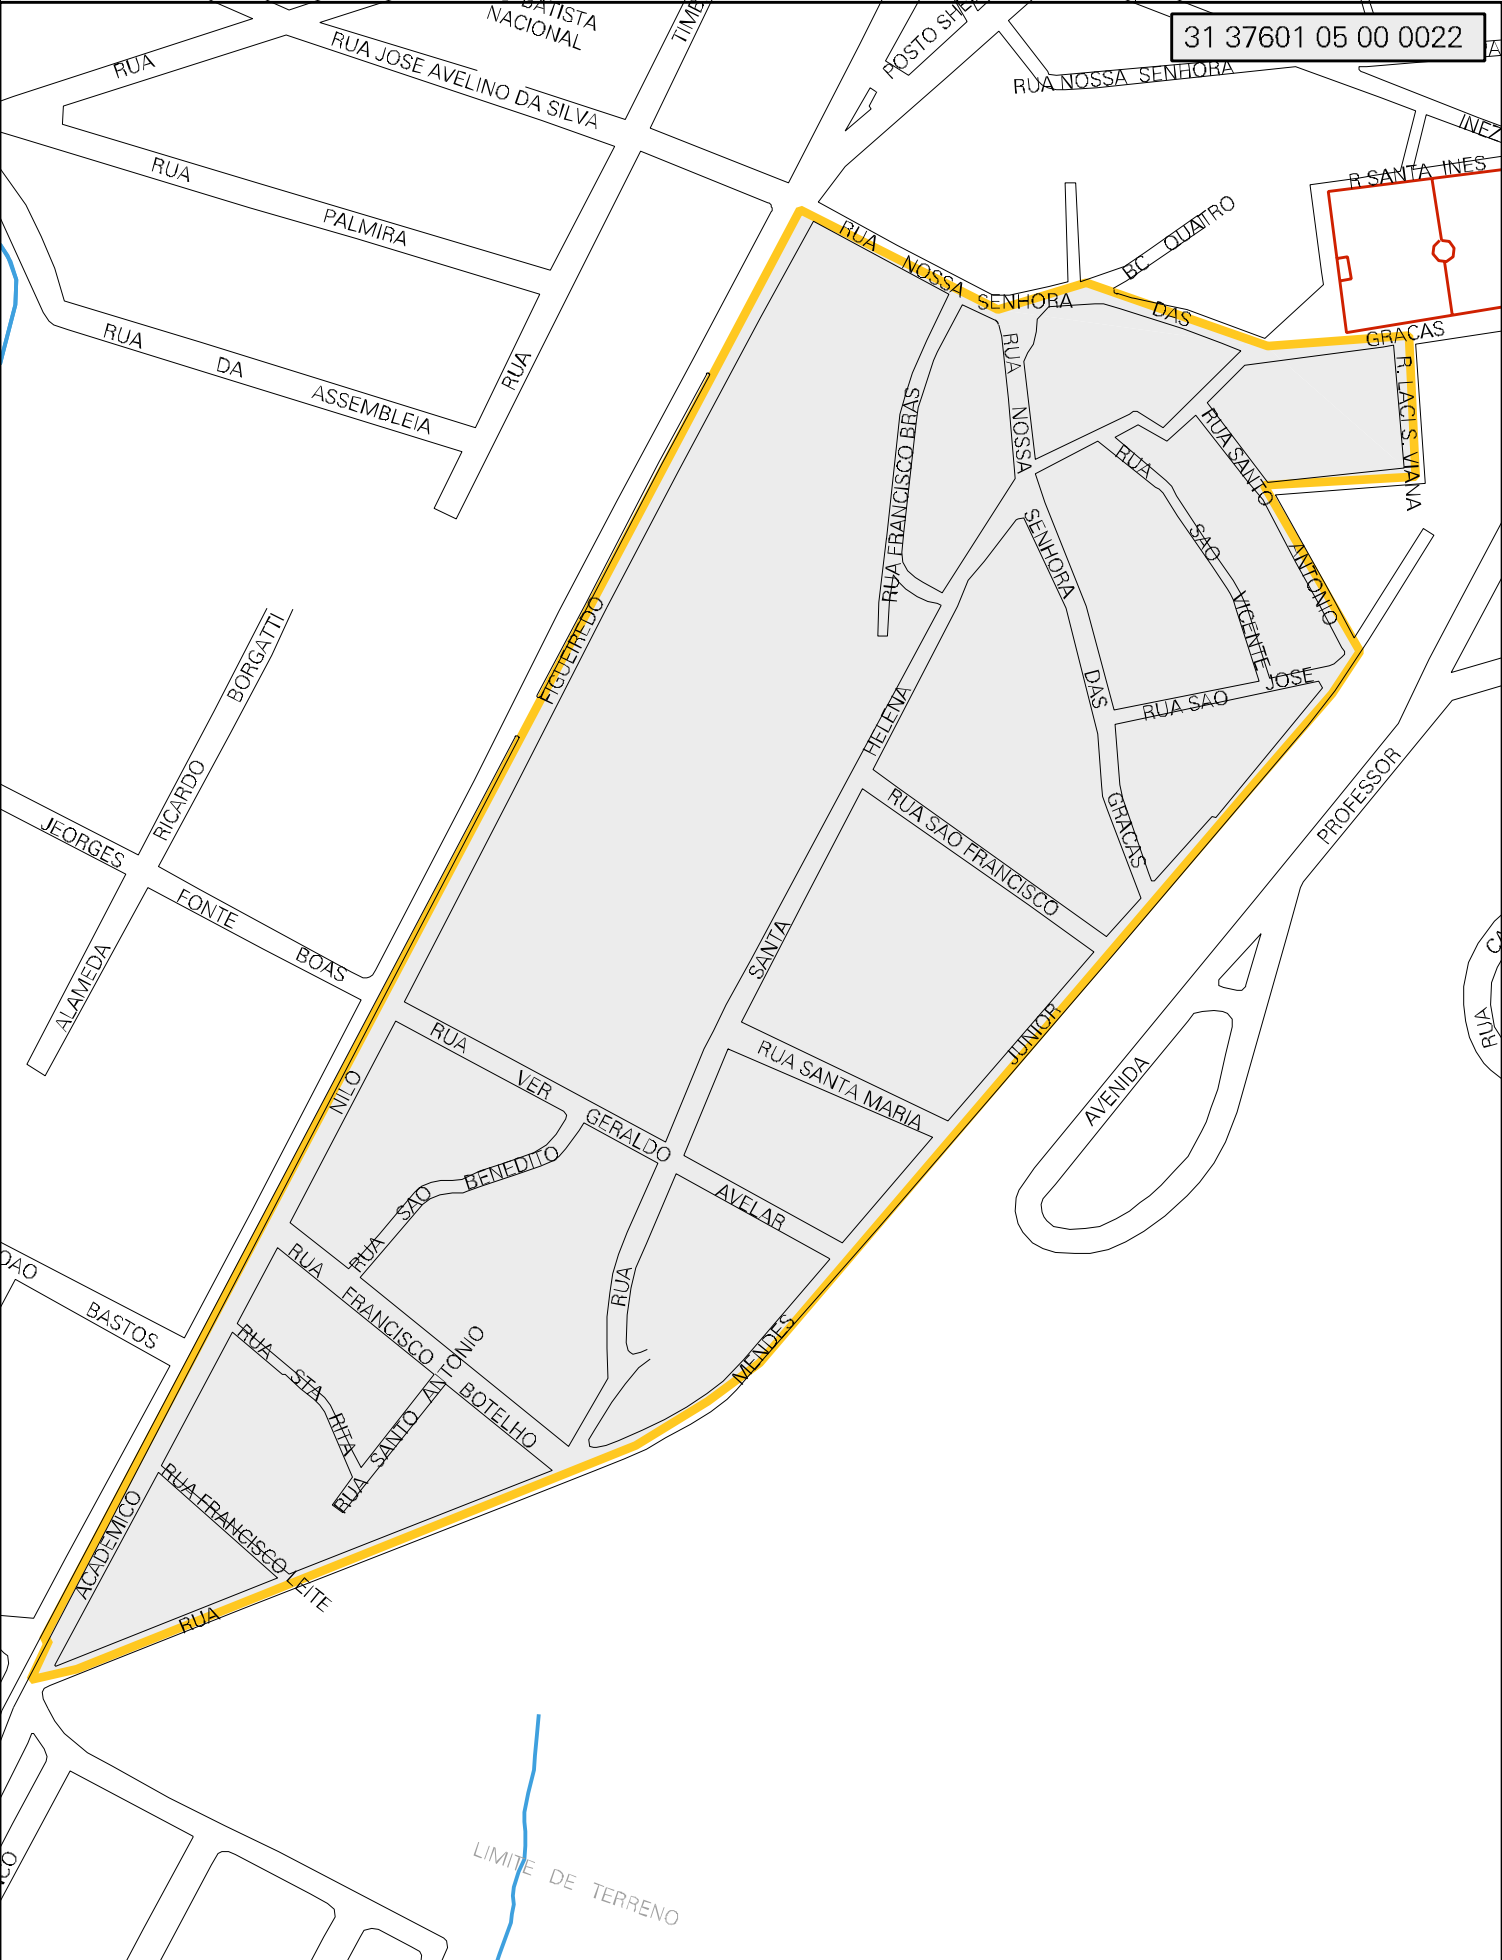 31 37601 05 00 0022
BATISTA
NACIONAL
POSTO
RUA
RUA JOSE AVELINO DA SILVA
RUA NOSSA SENHORA
INEZ
R SANTA INES
RUA PALMIRA
BC QUATRO
RUA NOSSA SENHORA DAS GRACAS
RUA DA ASSEMBLEIA
RUA
R. LACI S. VIANA
RUA FRANCISCO BRAS
RUA NOSSA SENHORA DAS GRACAS
RUA SAO VICENTE
RUA SANTO ANTONIO
RUA SAO JOSE
ALAMEDA RICARDO BORGATTI
JEORGES FONTE BOAS
RUA SANTA HELENA
RUA SAO FRANCISCO
AVENIDA PROFESSOR
RUA
RUA SANTA MARIA
RUA VER GERALDO AVELAR
RUA SAO BENEDITO
ACADEMICO NILO FIGUEIREDO
BASTOS
RUA FRANCISCO BOTELHO
RUA STA RITA
RUA SANTO ANTONIO
RUA FRANCISCO LEITE
RUA MENDES JUNIOR
LIMITE DE TERRENO